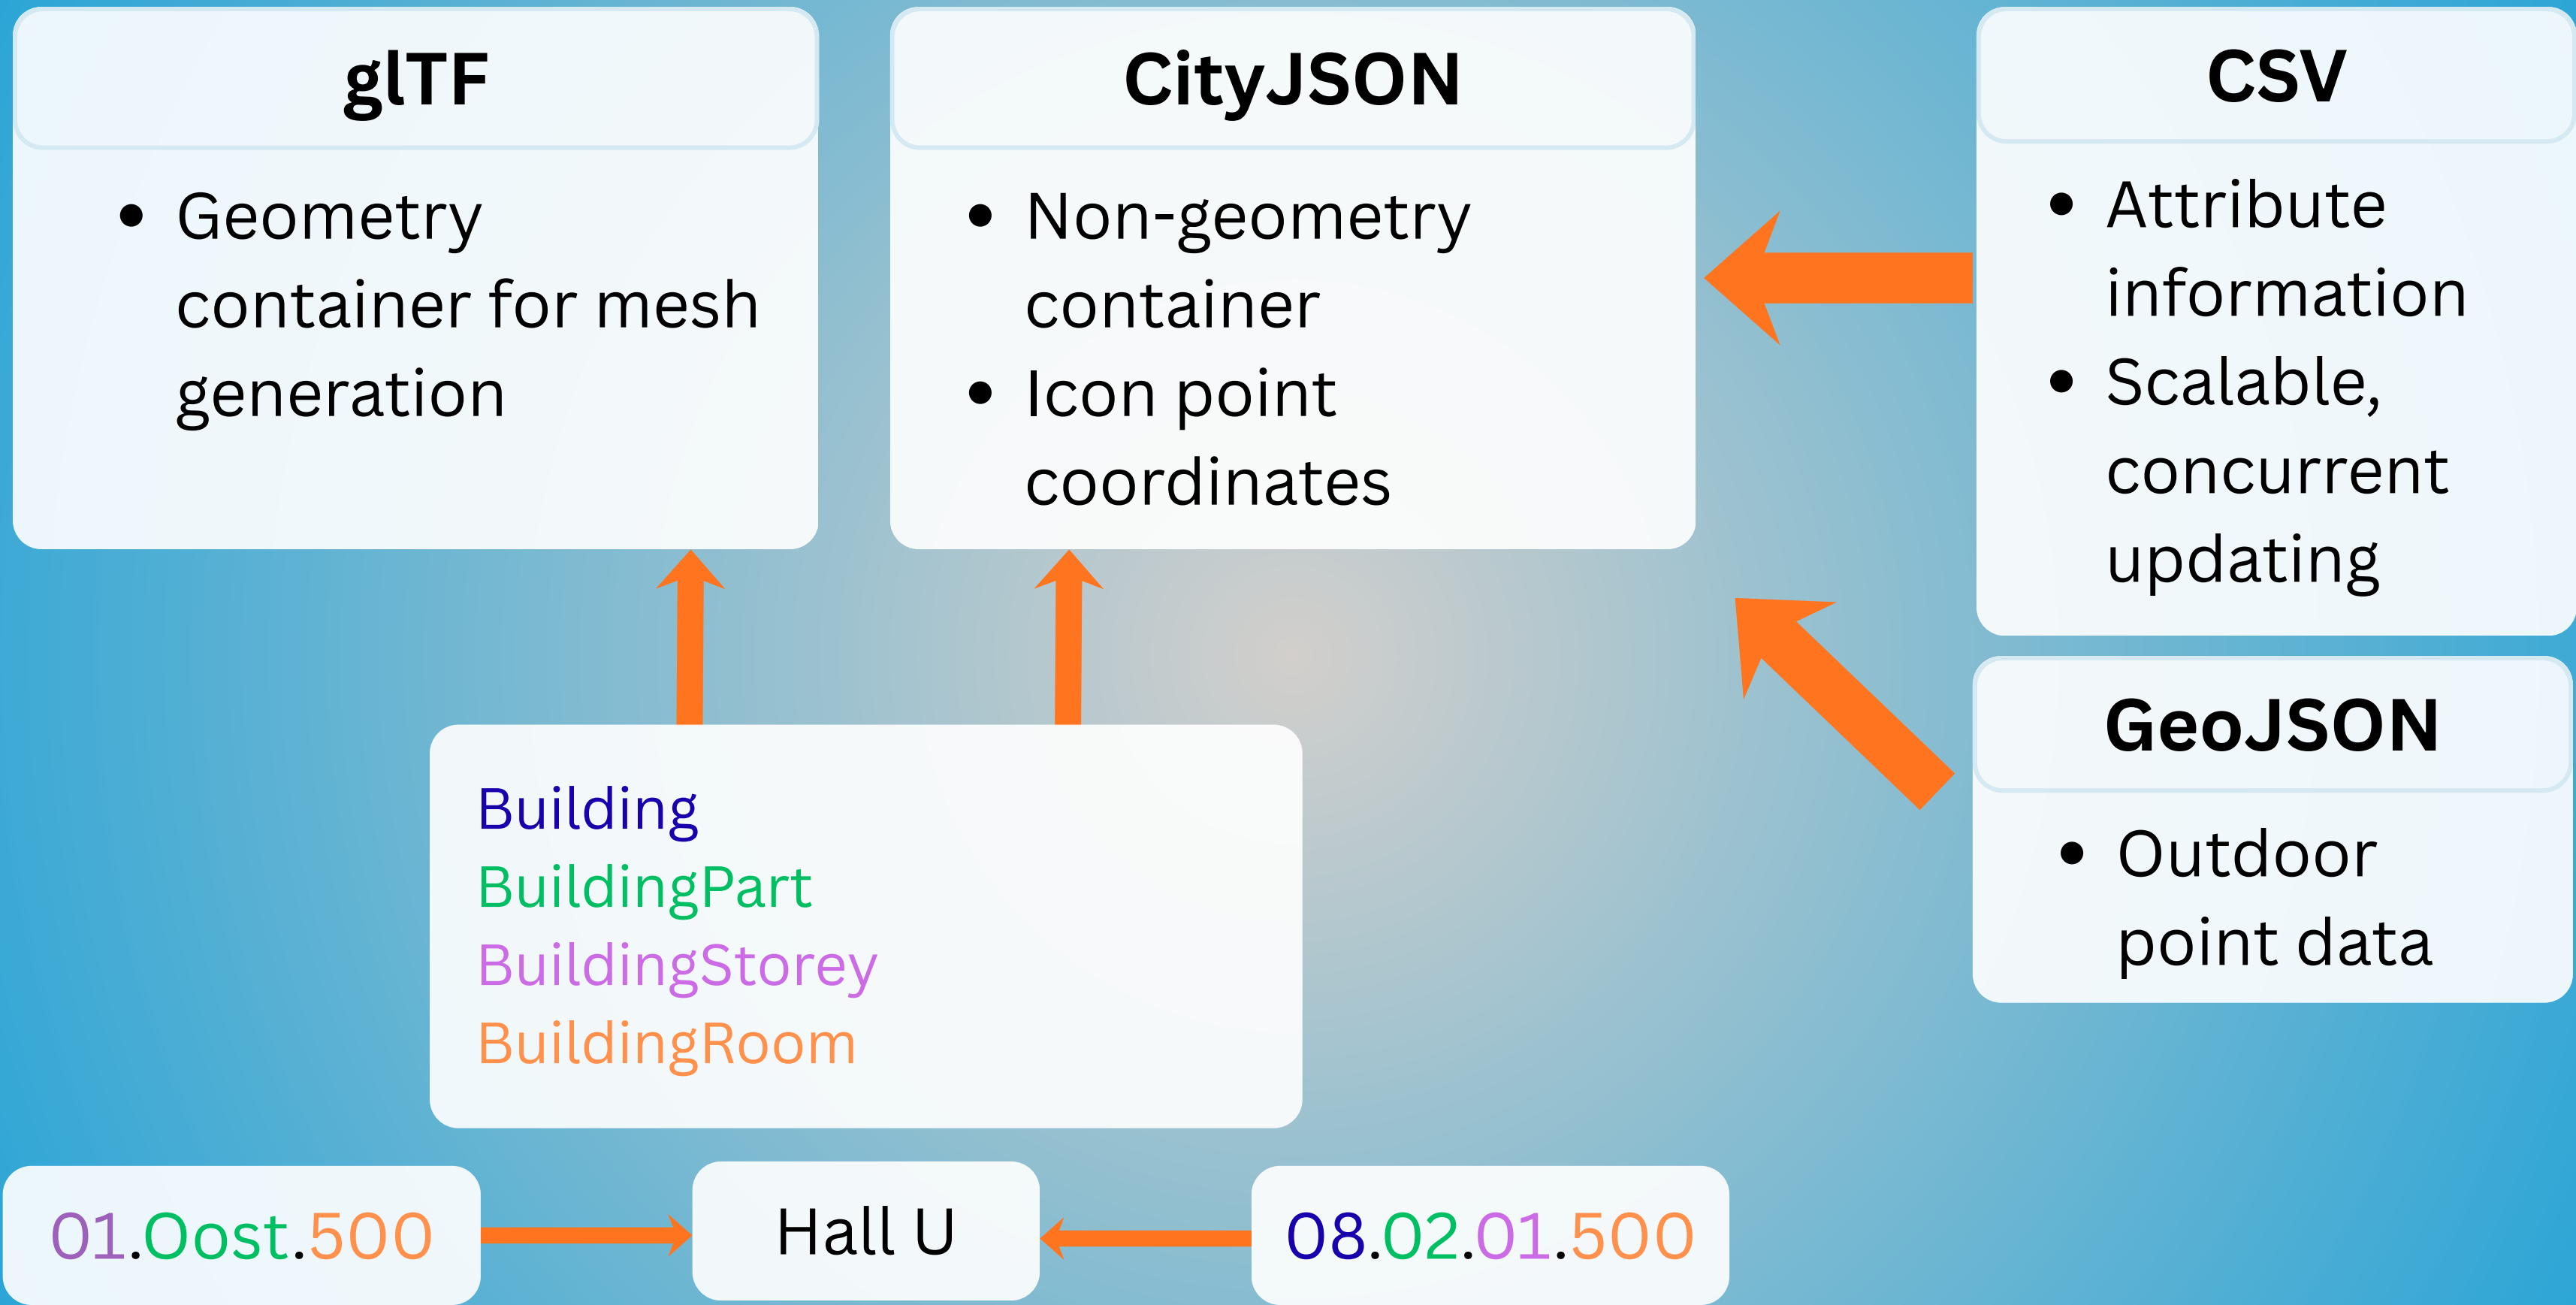 glTF
• Geometry
container for mesh
generation
CityJSON
• Non-geometry
container
• Icon point
coordinates
CSV
• Attribute
information
• Scalable,
concurrent
updating
GeoJSON
• Outdoor
point data
Building
BuildingPart
BuildingStorey
BuildingRoom
01.Oost.500
Hall U
08.02.01.500